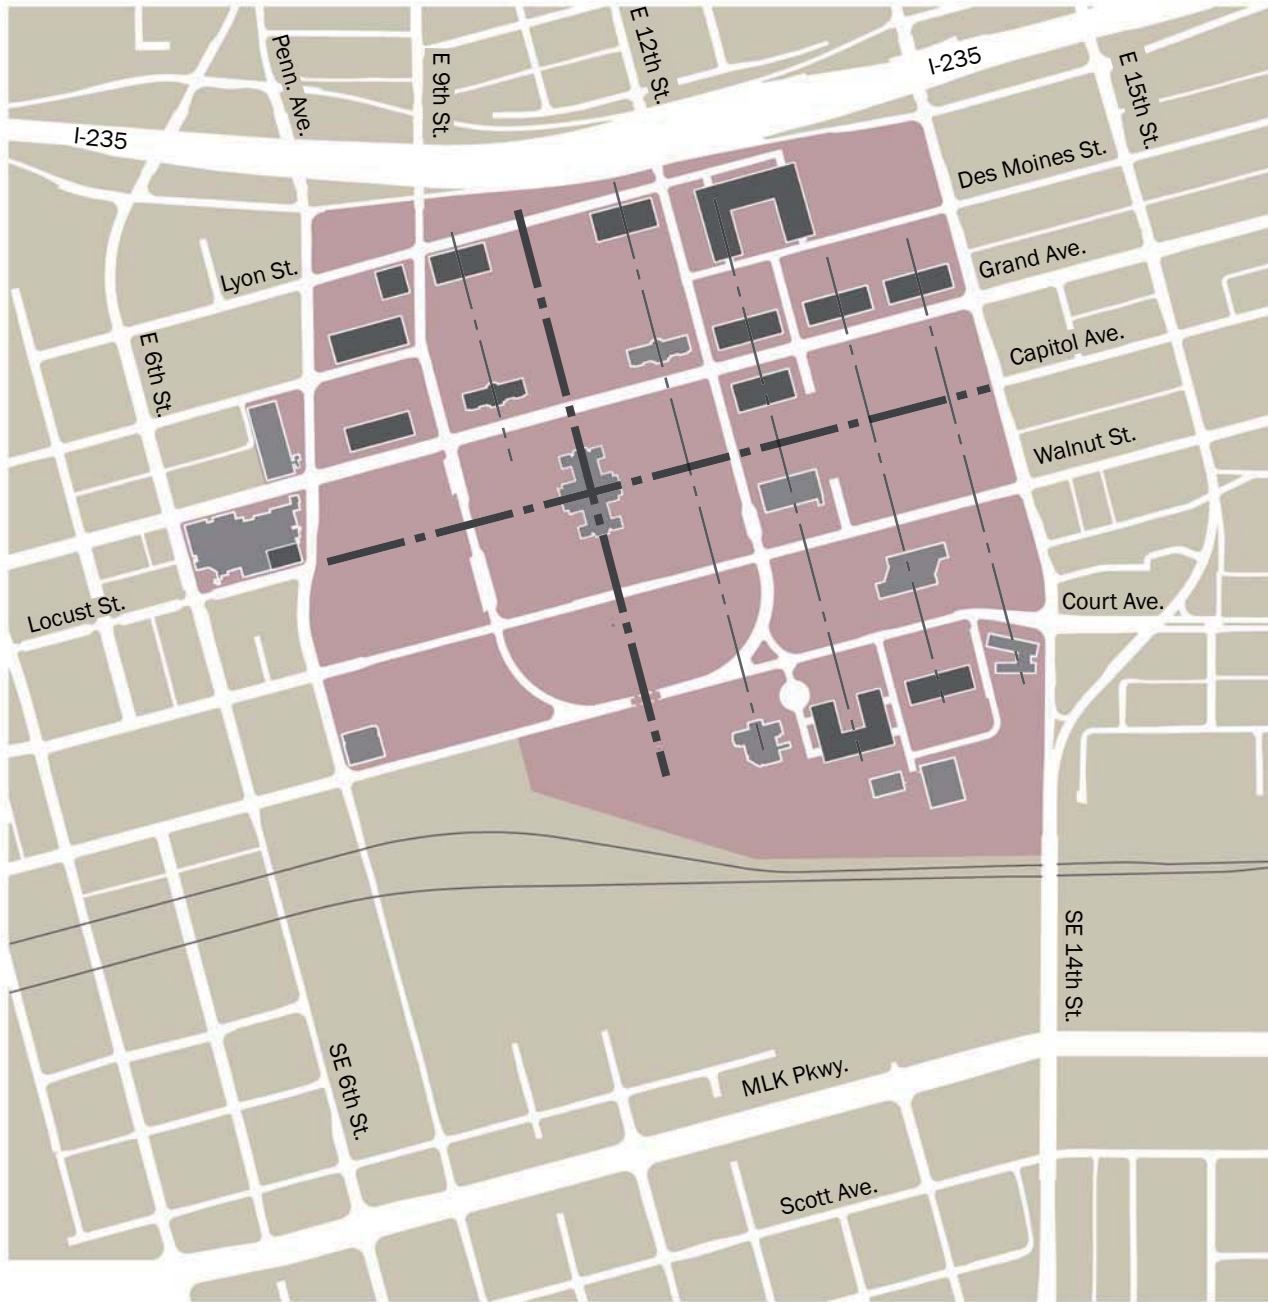 Penn. Ave.
E 9th St.
E 12th St.
I-235
E 15th St.
I-235
Des Moines St.
Lyon St.
Grand Ave.
E 6th St.
Capitol Ave.
Walnut St.
Locust St.
Court Ave.
SE 14th St.
SE 6th St.
MLK Pkwy.
Scott Ave.